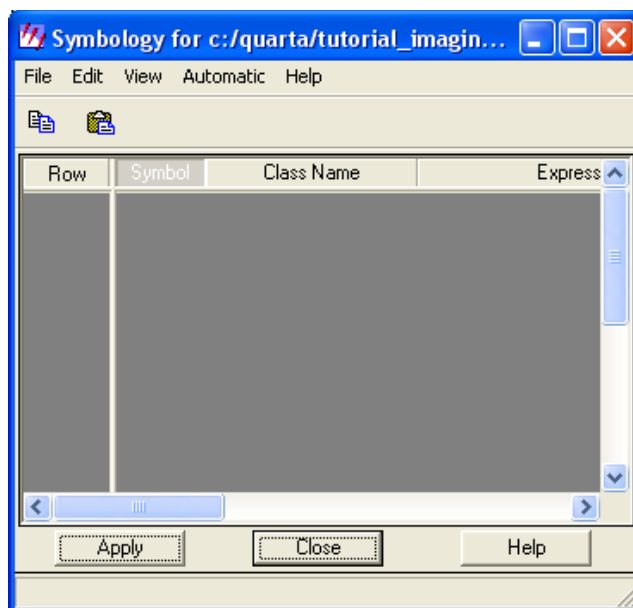 Symbology for c:/quarta/tutorial_imagin...
File Edit View Automatic Help
Row Symbol Class Name Express
Apply Close Help